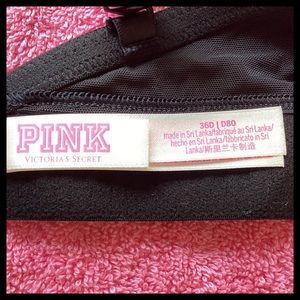 PINK
VICTORIA'S SECRET
36D | D80
made in Sri Lanka/fabriqué au Sri Lanka/
hecho en Sri Lanka/fabbricato in Sri
Lanka/斯里兰卡制造